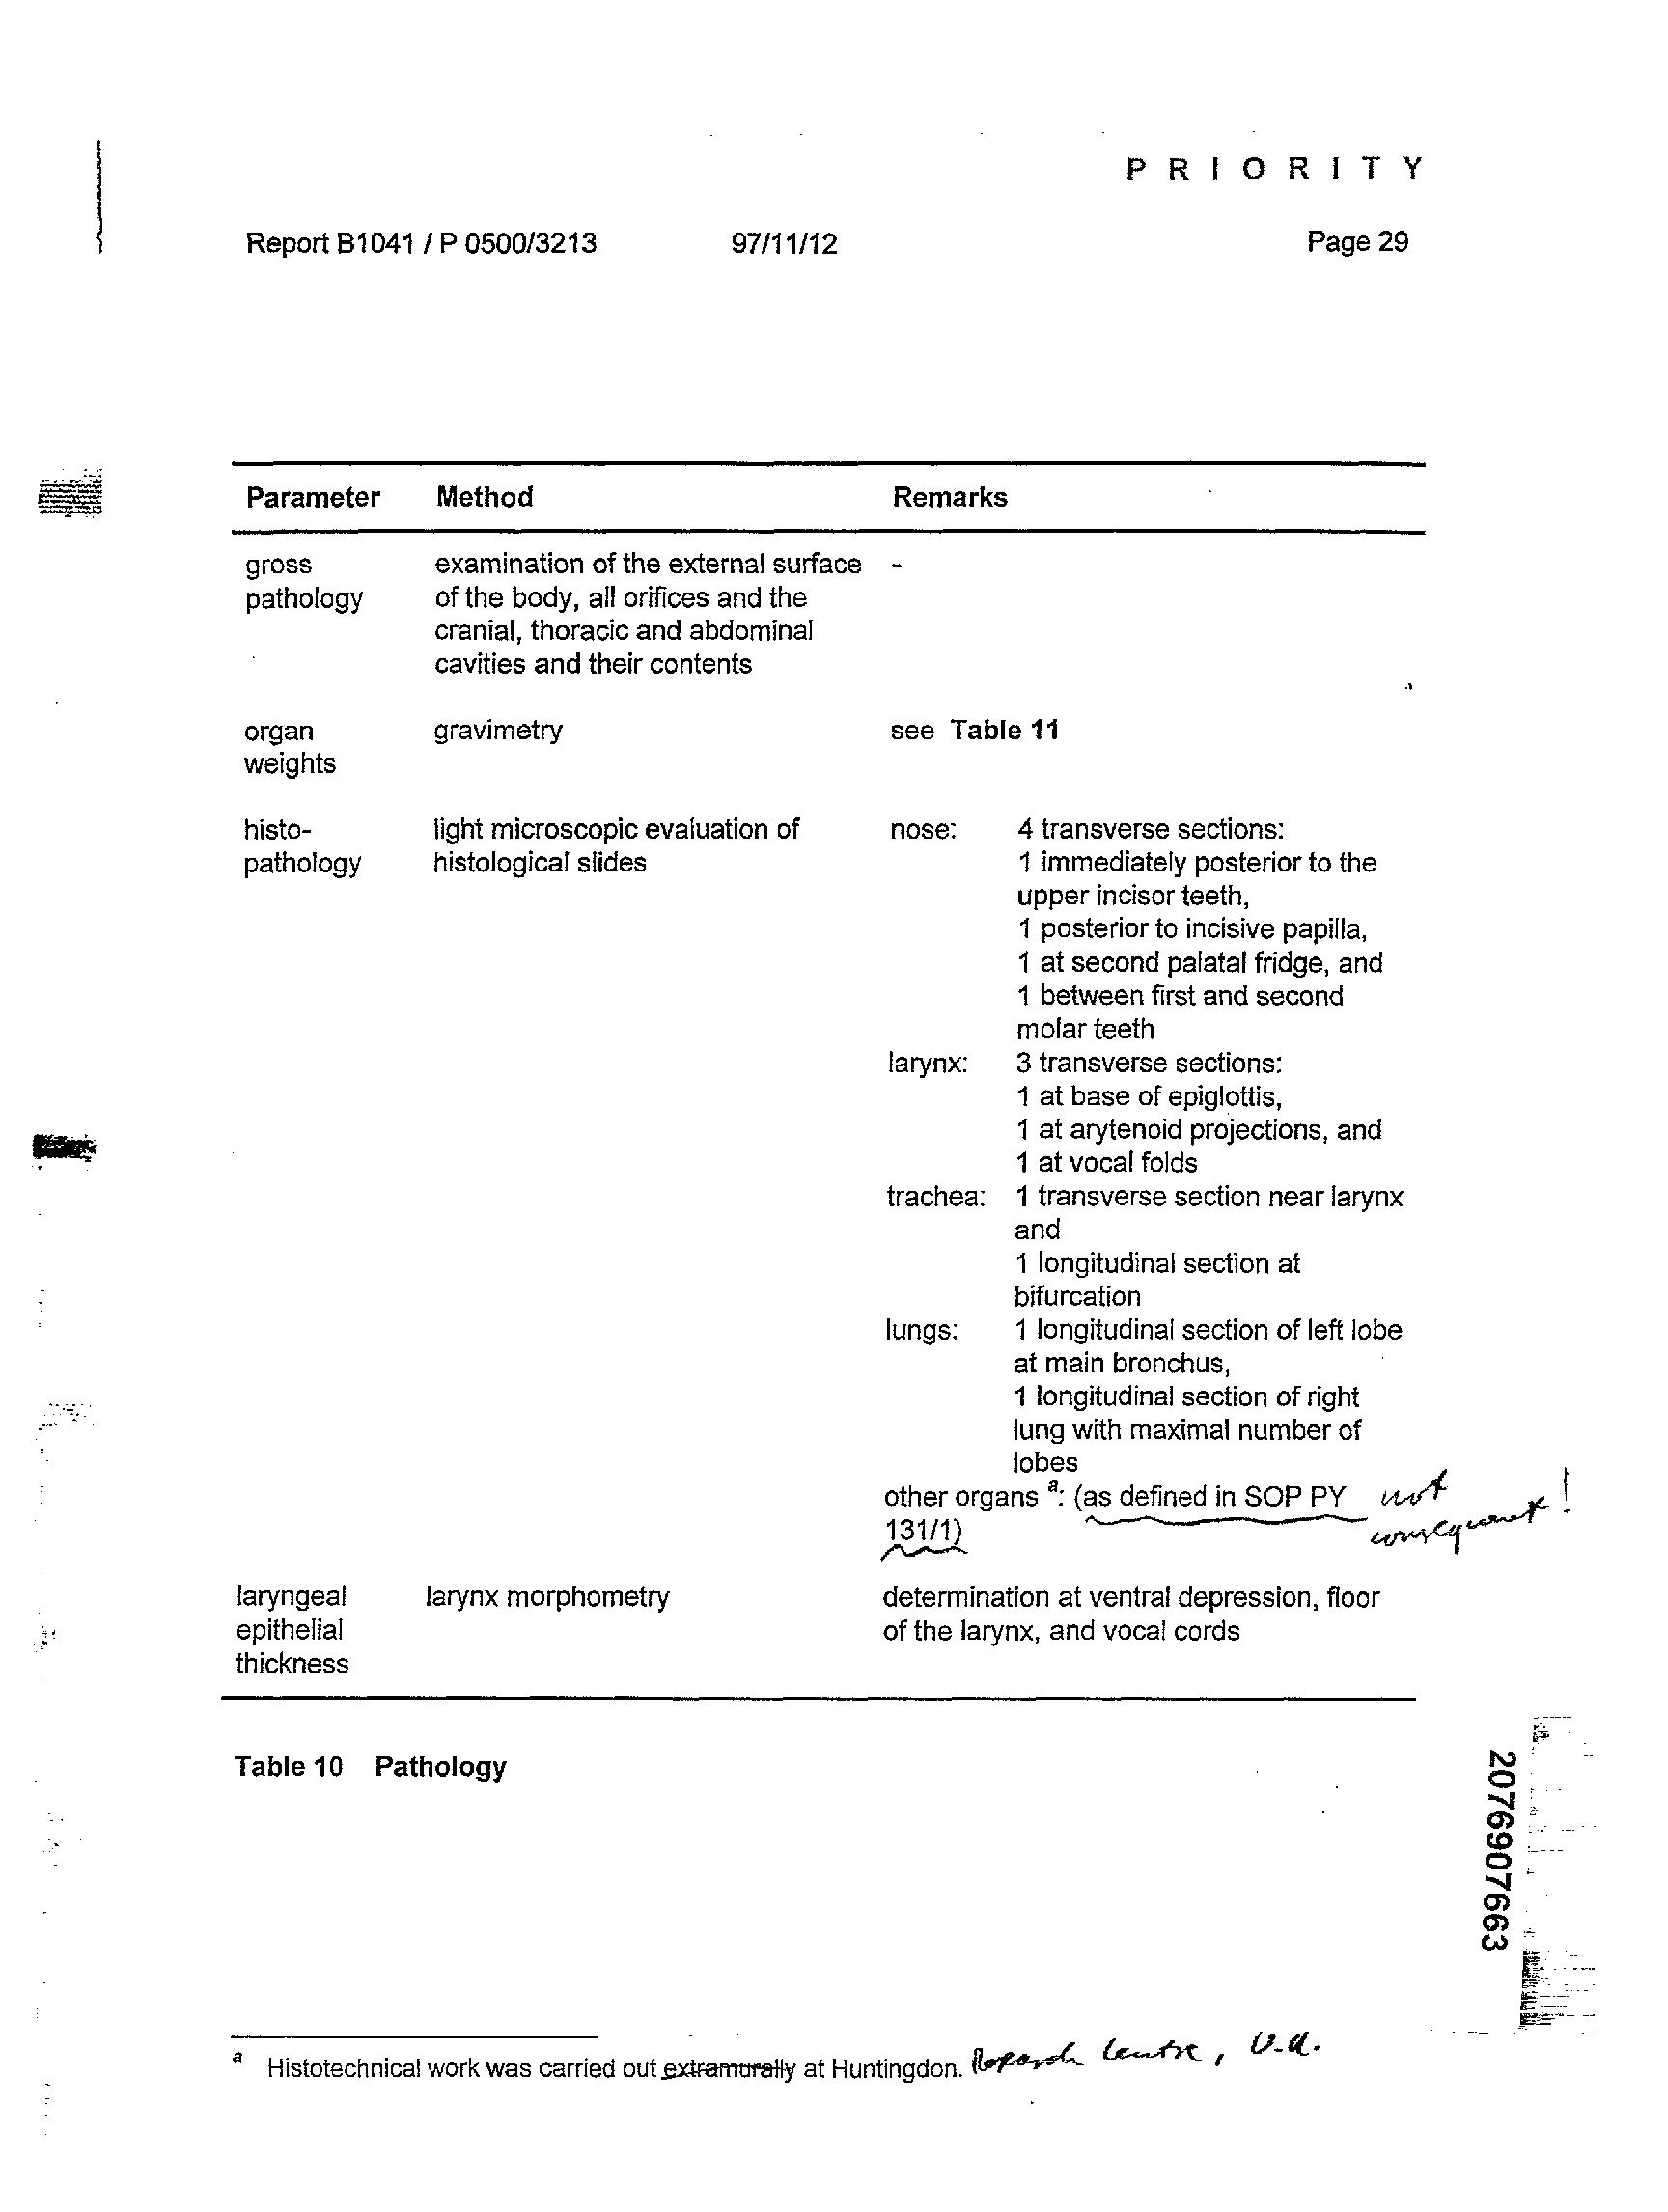 P R I O R I T Y
Report B1041 / P 0500/3213 97/11/12 Page 29
Parameter Method Remarks
gross examination of the external surface -
pathology of the body, all orifices and the
cranial, thoracic and abdominal
cavities and their contents
organ gravimetry see Table 11
weights
histo- light microscopic evaluation of nose: 4 transverse sections:
pathology histological slides 1 immediately posterior to the
upper incisor teeth,
1 posterior to incisive papilla,
1 at second palatal fridge, and
1 between first and second
molar teeth
larynx: 3 transverse sections:
1 at base of epiglottis,
1 at arytenoid projections, and
1 at vocal folds
trachea: 1 transverse section near larynx
and
1 longitudinal section at
bifurcation
lungs: 1 longitudinal section of left lobe
at main bronchus,
1 longitudinal section of right
lung with maximal number of
lobes
other organs a: (as defined in SOP PY not
131/1) consequent !
laryngeal larynx morphometry determination at ventral depression, floor
epithelial of the larynx, and vocal cords
thickness
Table 10 Pathology
2076907663
a Histotechnical work was carried out extramurally at Huntingdon. Research Centre, U.K.